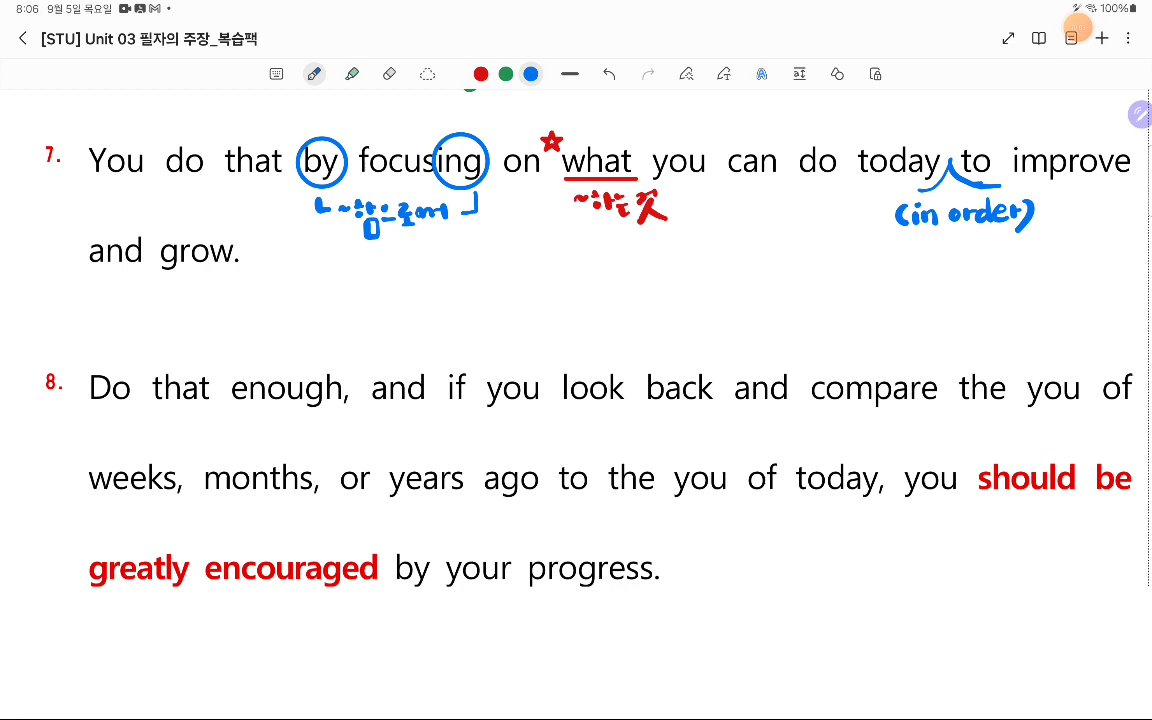 8:06 9월 5일 목요일 100%
[STU] Unit 03 필자의 주장_복습팩
7. You do that by focusing on what you can do today to improve
~함으로써 ~하는 것 (in order)
and grow.
8. Do that enough, and if you look back and compare the you of
weeks, months, or years ago to the you of today, you should be
greatly encouraged by your progress.